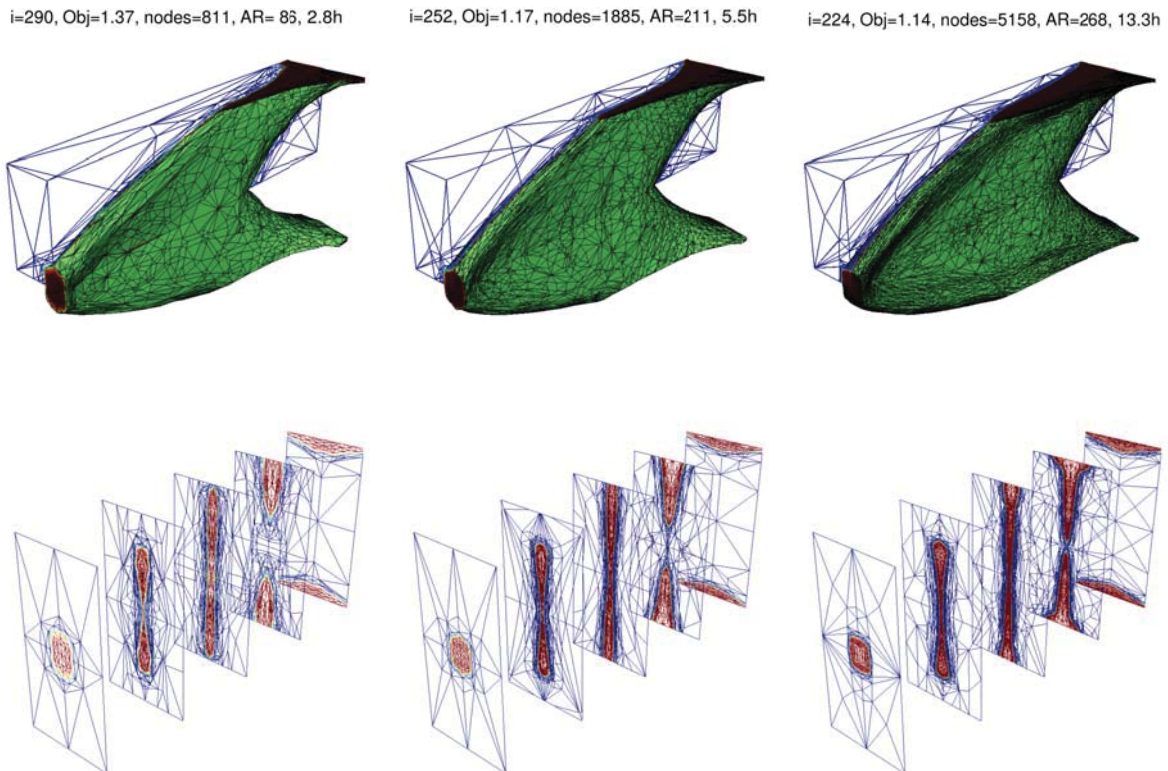 i=290, Obj=1.37, nodes=811, AR= 86, 2.8h
i=252, Obj=1.17, nodes=1885, AR=211, 5.5h
i=224, Obj=1.14, nodes=5158, AR=268, 13.3h